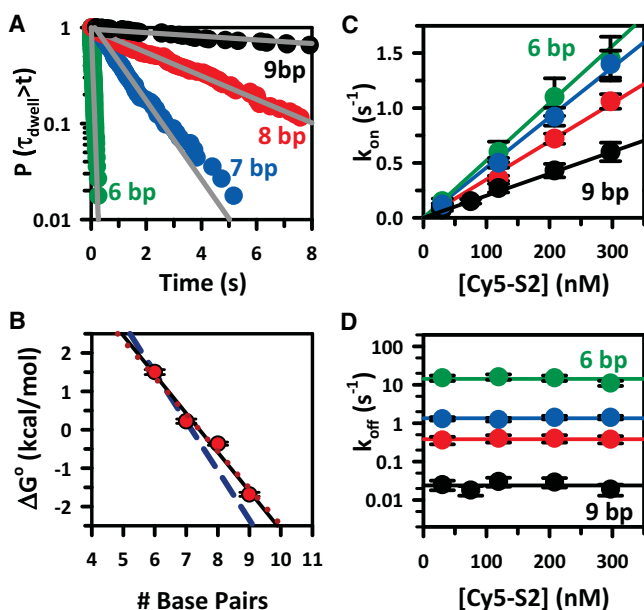 A
P (τdwell>t)
1
0.1
0.01
9bp
8 bp
7 bp
6 bp
0 2 4 6 8
Time (s)
B
ΔG° (kcal/mol)
2
1
0
-1
-2
4 5 6 7 8 9 10 11
# Base Pairs
C
kon (s-1)
1.5
1.0
0.5
0.0
6 bp
9 bp
0 100 200 300
[Cy5-S2] (nM)
D
koff (s-1)
100
10
1
0.1
0.01
6 bp
9 bp
0 100 200 300
[Cy5-S2] (nM)